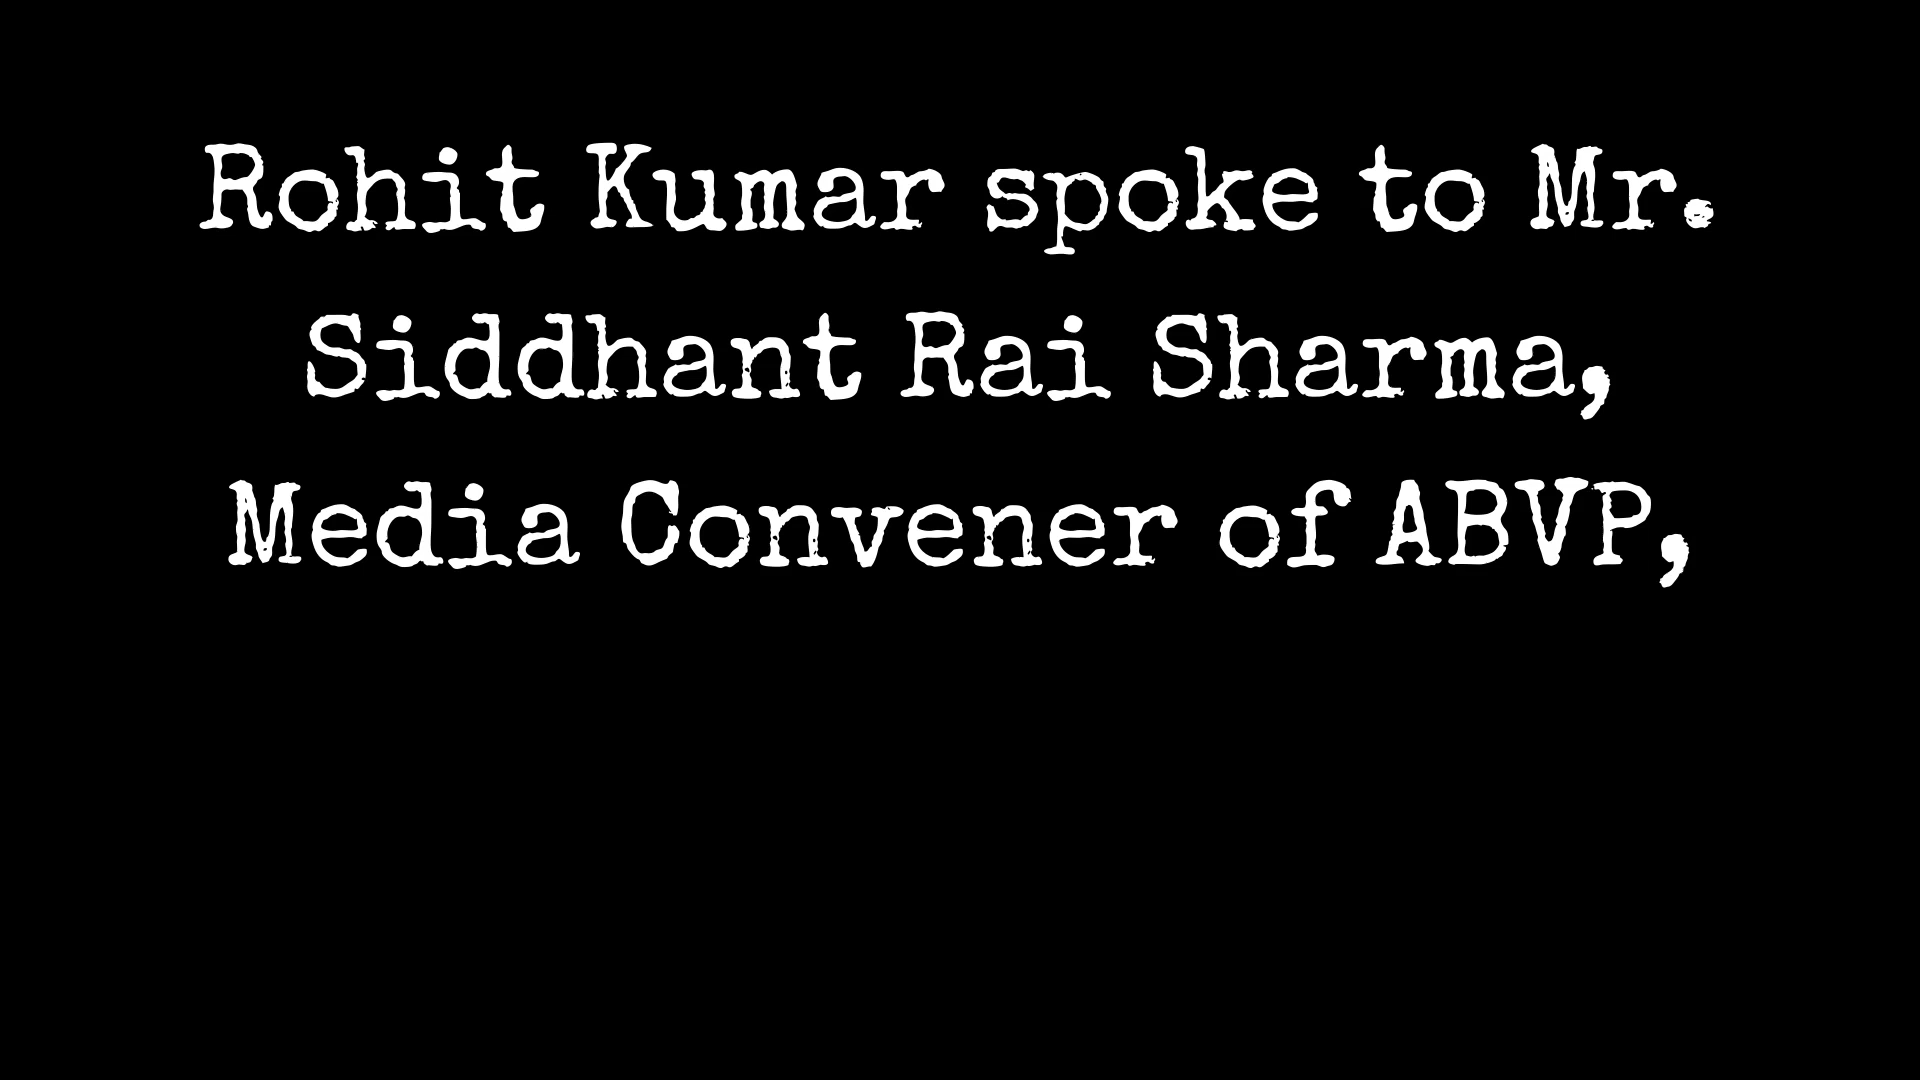 Rohit Kumar spoke to Mr.
Siddhant Rai Sharma,
Media Convener of ABVP,